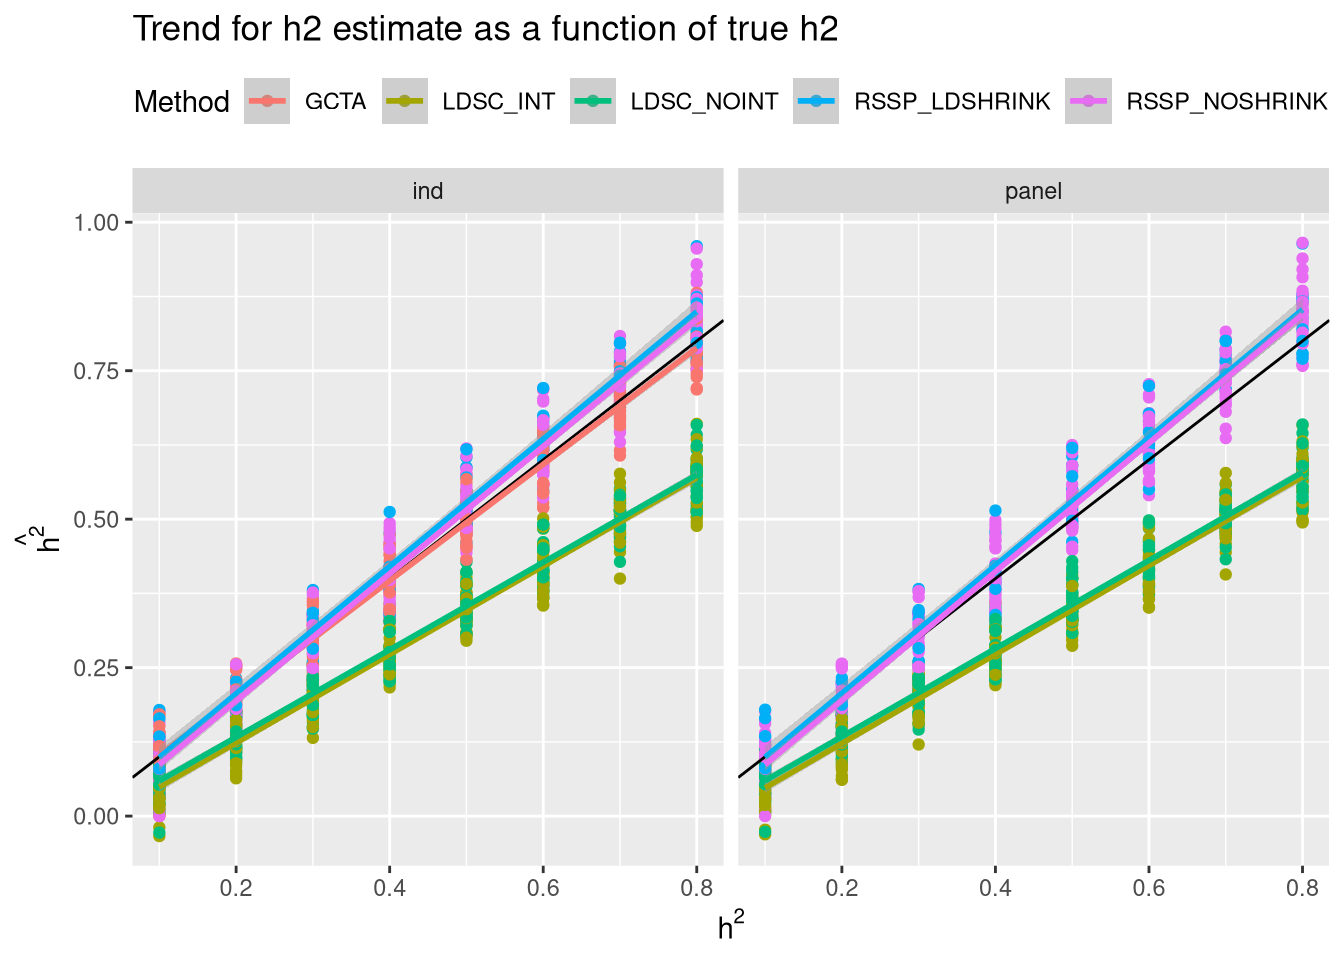 Trend for h2 estimate as a function of true h2
Method GCTA LDSC_INT LDSC_NOINT RSSP_LDSHRINK RSSP_NOSHRINK
ind panel
1.00
0.75
0.50
0.25
0.00
ĥ²
0.2 0.4 0.6 0.8 0.2 0.4 0.6 0.8
h²